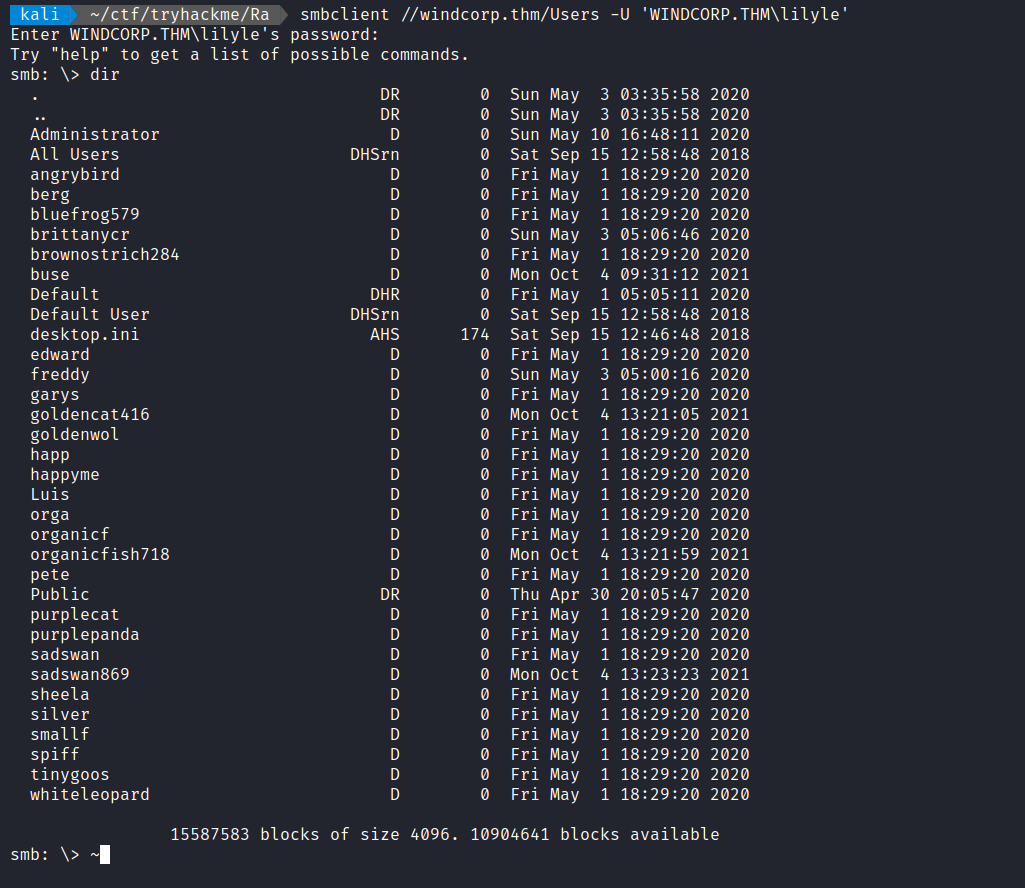 kali ~/ctf/tryhackme/Ra smbclient //windcorp.thm/Users -U 'WINDCORP.THM\lilyle'
Enter WINDCORP.THM\lilyle's password:
Try "help" to get a list of possible commands.
smb: \> dir
. DR 0 Sun May 3 03:35:58 2020
.. DR 0 Sun May 3 03:35:58 2020
Administrator D 0 Sun May 10 16:48:11 2020
All Users DHSrn 0 Sat Sep 15 12:58:48 2018
angrybird D 0 Fri May 1 18:29:20 2020
berg D 0 Fri May 1 18:29:20 2020
bluefrog579 D 0 Fri May 1 18:29:20 2020
brittanycr D 0 Sun May 3 05:06:46 2020
brownostrich284 D 0 Fri May 1 18:29:20 2020
buse D 0 Mon Oct 4 09:31:12 2021
Default DHR 0 Fri May 1 05:05:11 2020
Default User DHSrn 0 Sat Sep 15 12:58:48 2018
desktop.ini AHS 174 Sat Sep 15 12:46:48 2018
edward D 0 Fri May 1 18:29:20 2020
freddy D 0 Sun May 3 05:00:16 2020
garys D 0 Fri May 1 18:29:20 2020
goldencat416 D 0 Mon Oct 4 13:21:05 2021
goldenwol D 0 Fri May 1 18:29:20 2020
happ D 0 Fri May 1 18:29:20 2020
happyme D 0 Fri May 1 18:29:20 2020
Luis D 0 Fri May 1 18:29:20 2020
orga D 0 Fri May 1 18:29:20 2020
organicf D 0 Fri May 1 18:29:20 2020
organicfish718 D 0 Mon Oct 4 13:21:59 2021
pete D 0 Fri May 1 18:29:20 2020
Public DR 0 Thu Apr 30 20:05:47 2020
purplecat D 0 Fri May 1 18:29:20 2020
purplepanda D 0 Fri May 1 18:29:20 2020
sadswan D 0 Fri May 1 18:29:20 2020
sadswan869 D 0 Mon Oct 4 13:23:23 2021
sheela D 0 Fri May 1 18:29:20 2020
silver D 0 Fri May 1 18:29:20 2020
smallf D 0 Fri May 1 18:29:20 2020
spiff D 0 Fri May 1 18:29:20 2020
tinygoos D 0 Fri May 1 18:29:20 2020
whiteleopard D 0 Fri May 1 18:29:20 2020
15587583 blocks of size 4096. 10904641 blocks available
smb: \> ~